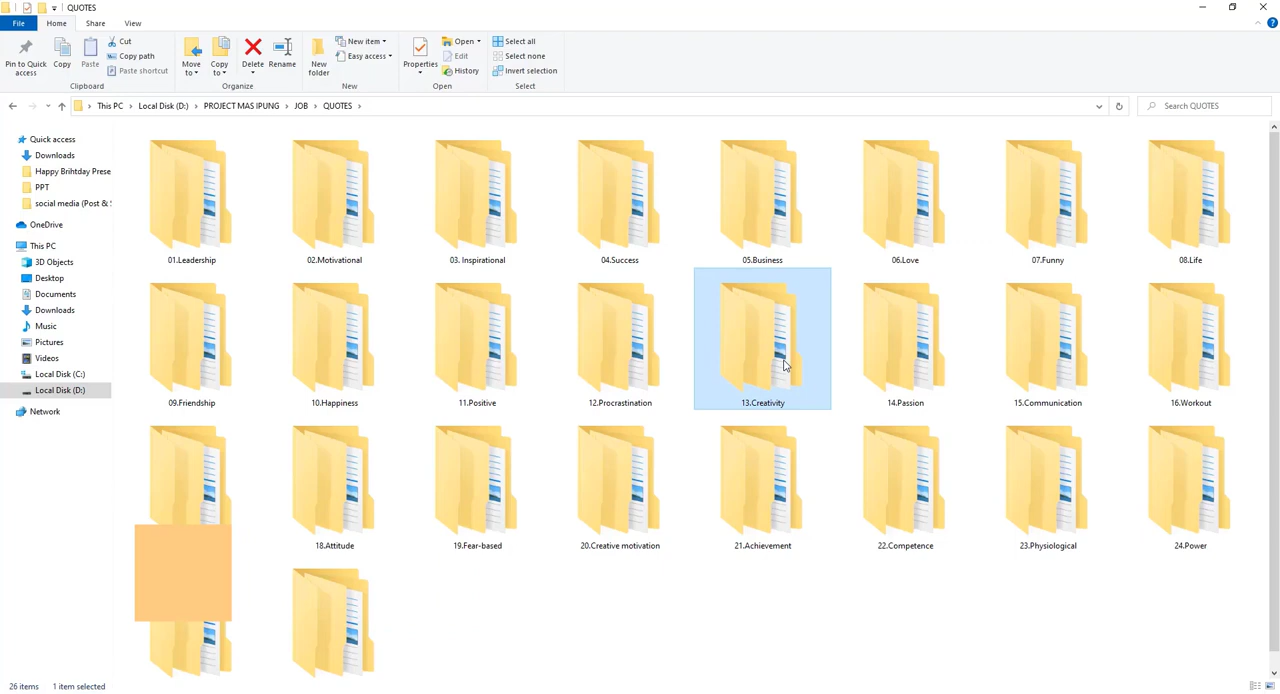 QUOTES
File Home Share View
Pin to Quick access
Copy
Paste
Cut
Copy path
Paste shortcut
Clipboard
Move to
Copy to
Delete
Rename
Organize
New folder
New item
Easy access
New
Properties
Open
Edit
History
Open
Select all
Select none
Invert selection
Select
This PC > Local Disk (D:) > PROJECT MAS IPUNG > JOB > QUOTES >
Search QUOTES
Quick access
Downloads
Happy Brihtday Prese
PPT
social media (Post &
OneDrive
This PC
3D Objects
Desktop
Documents
Downloads
Music
Pictures
Videos
Local Disk (C:)
Local Disk (D:)
Network
01.Leadership 02.Motivational 03. Inspirational 04.Success 05.Business 06.Love 07.Funny 08.Life
09.Friendship 10.Happiness 11.Positive 12.Procrastination 13.Creativity 14.Passion 15.Communication 16.Workout
18.Attitude 19.Fear-based 20.Creative motivation 21.Achievement 22.Competence 23.Physiological 24.Power
26 items 1 item selected